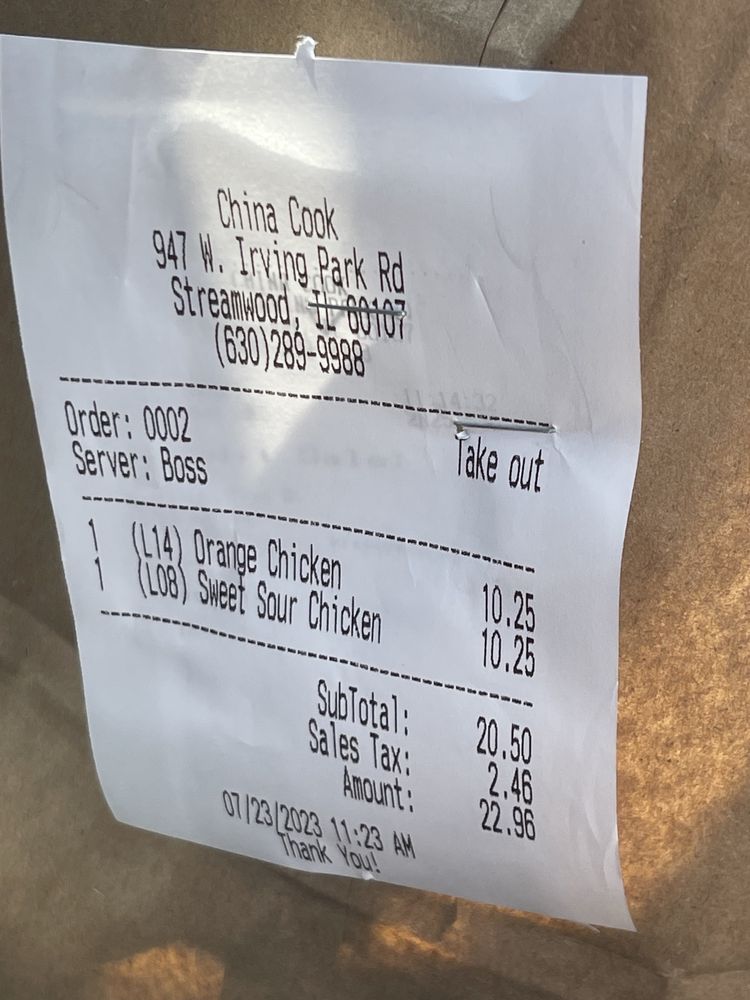 China Cook
947 W. Irving Park Rd
Streamwood, IL 60107
(630)289-9988
Order: 0002
Take out
Server: Boss
1 (L14) Orange Chicken 10.25
1 (L08) Sweet Sour Chicken 10.25
SubTotal: 20.50
Sales Tax: 2.46
Amount: 22.96
07/23/2023 11:23 AM
Thank You!